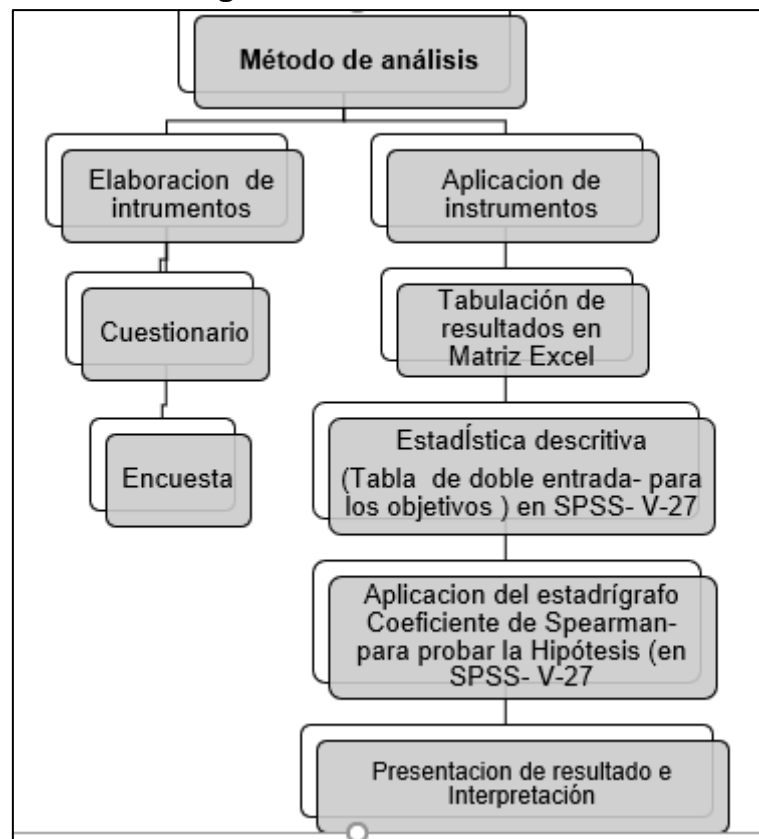 Método de análisis
Elaboracion de
intrumentos
Cuestionario
Encuesta
Aplicacion de
instrumentos
Tabulación de
resultados en
Matriz Excel
EstadÍstica descritiva
(Tabla de doble entrada- para
los objetivos ) en SPSS- V-27
Aplicacion del estadrígrafo
Coeficiente de Spearman-
para probar la Hipótesis (en
SPSS- V-27
Presentacion de resultado e
Interpretación